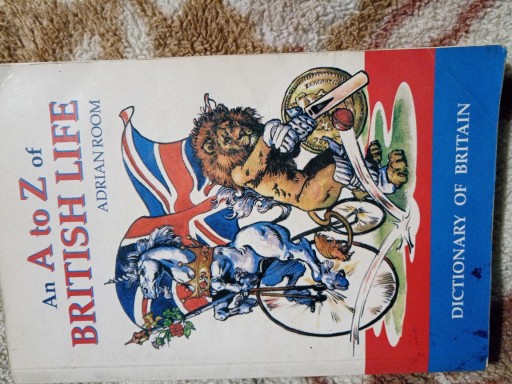 An A to Z of
BRITISH LIFE
ADRIAN ROOM
DICTIONARY OF BRITAIN